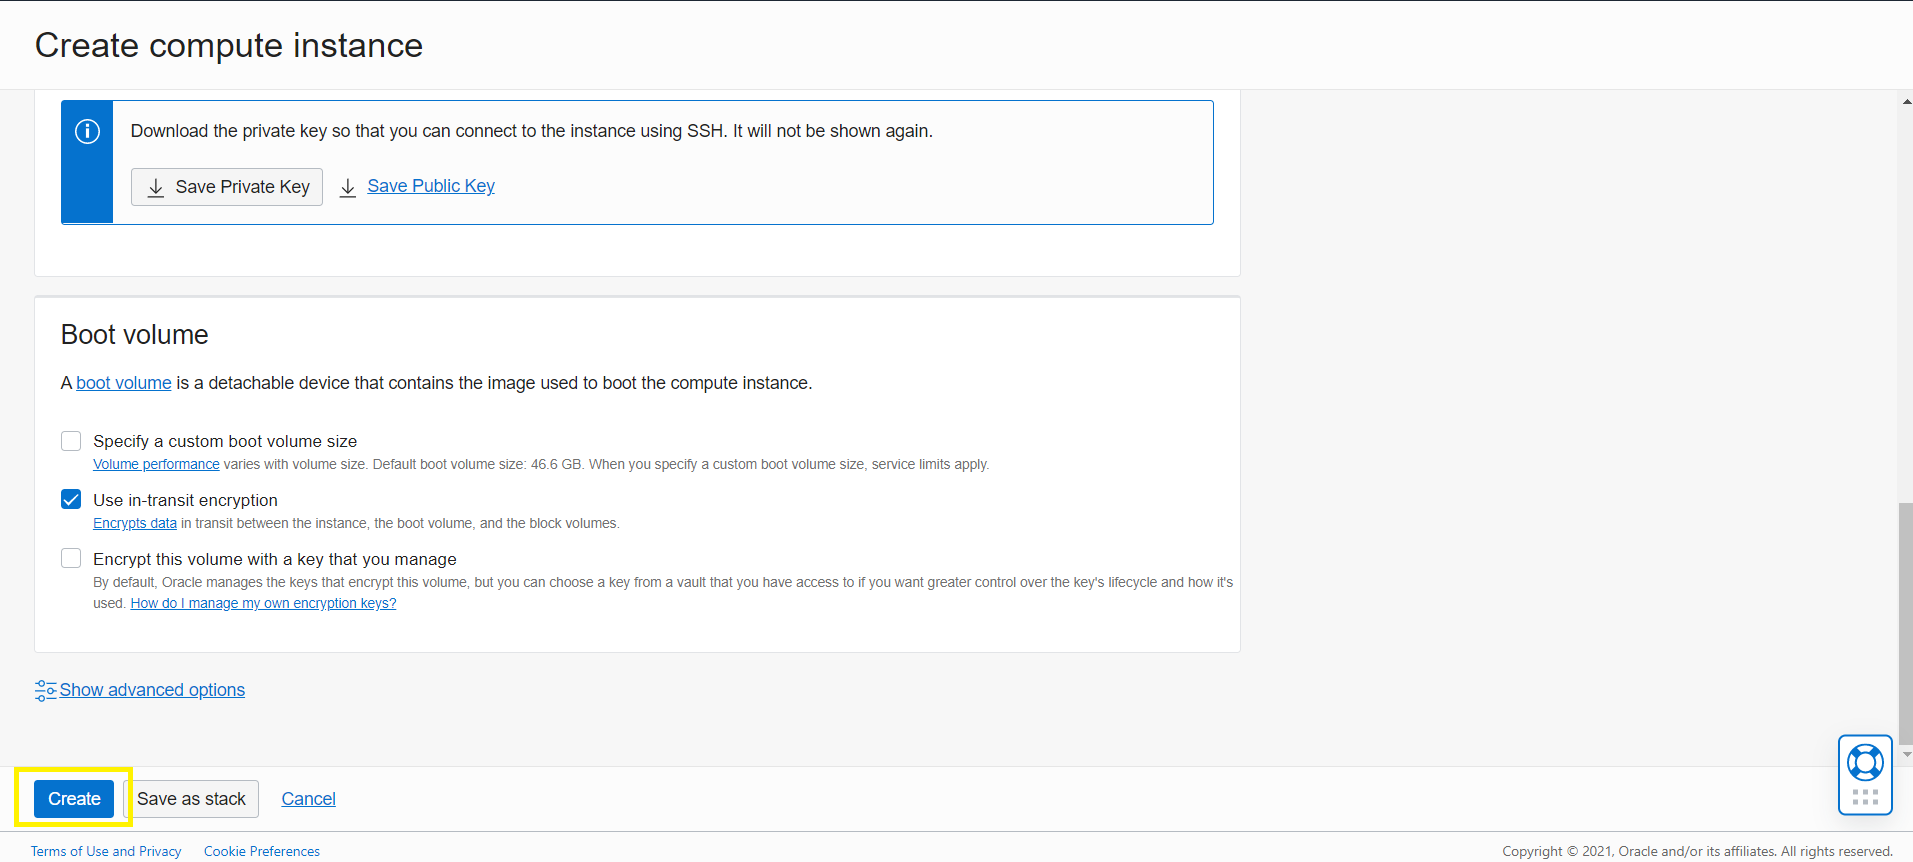 Create compute instance
Download the private key so that you can connect to the instance using SSH. It will not be shown again.
Save Private Key Save Public Key
Boot volume
A boot volume is a detachable device that contains the image used to boot the compute instance.
Specify a custom boot volume size
Volume performance varies with volume size. Default boot volume size: 46.6 GB. When you specify a custom boot volume size, service limits apply.
Use in-transit encryption
Encrypts data in transit between the instance, the boot volume, and the block volumes.
Encrypt this volume with a key that you manage
By default, Oracle manages the keys that encrypt this volume, but you can choose a key from a vault that you have access to if you want greater control over the key's lifecycle and how it's
used. How do I manage my own encryption keys?
Show advanced options
Create Save as stack Cancel
Terms of Use and Privacy Cookie Preferences Copyright © 2021, Oracle and/or its affiliates. All rights reserved.